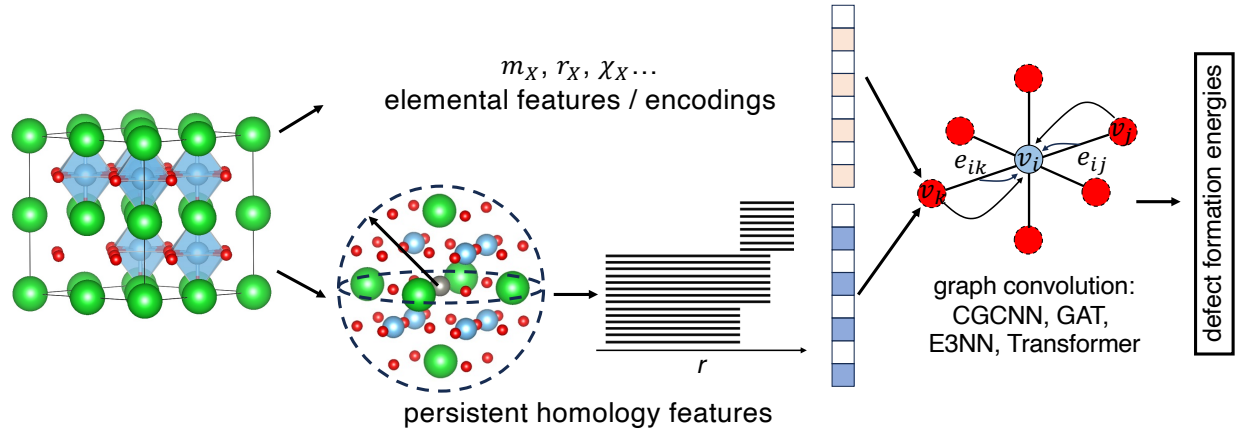 m_X, r_X, χ_X...
elemental features / encodings
r
persistent homology features
v_j
e_ik
v_i
e_ij
v_k
graph convolution:
CGCNN, GAT,
E3NN, Transformer
defect formation energies